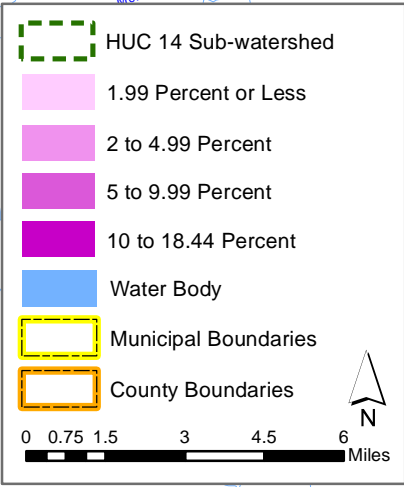 HUC 14 Sub-watershed
1.99 Percent or Less
2 to 4.99 Percent
5 to 9.99 Percent
10 to 18.44 Percent
Water Body
Municipal Boundaries
County Boundaries
N
0 0.75 1.5 3 4.5 6
Miles